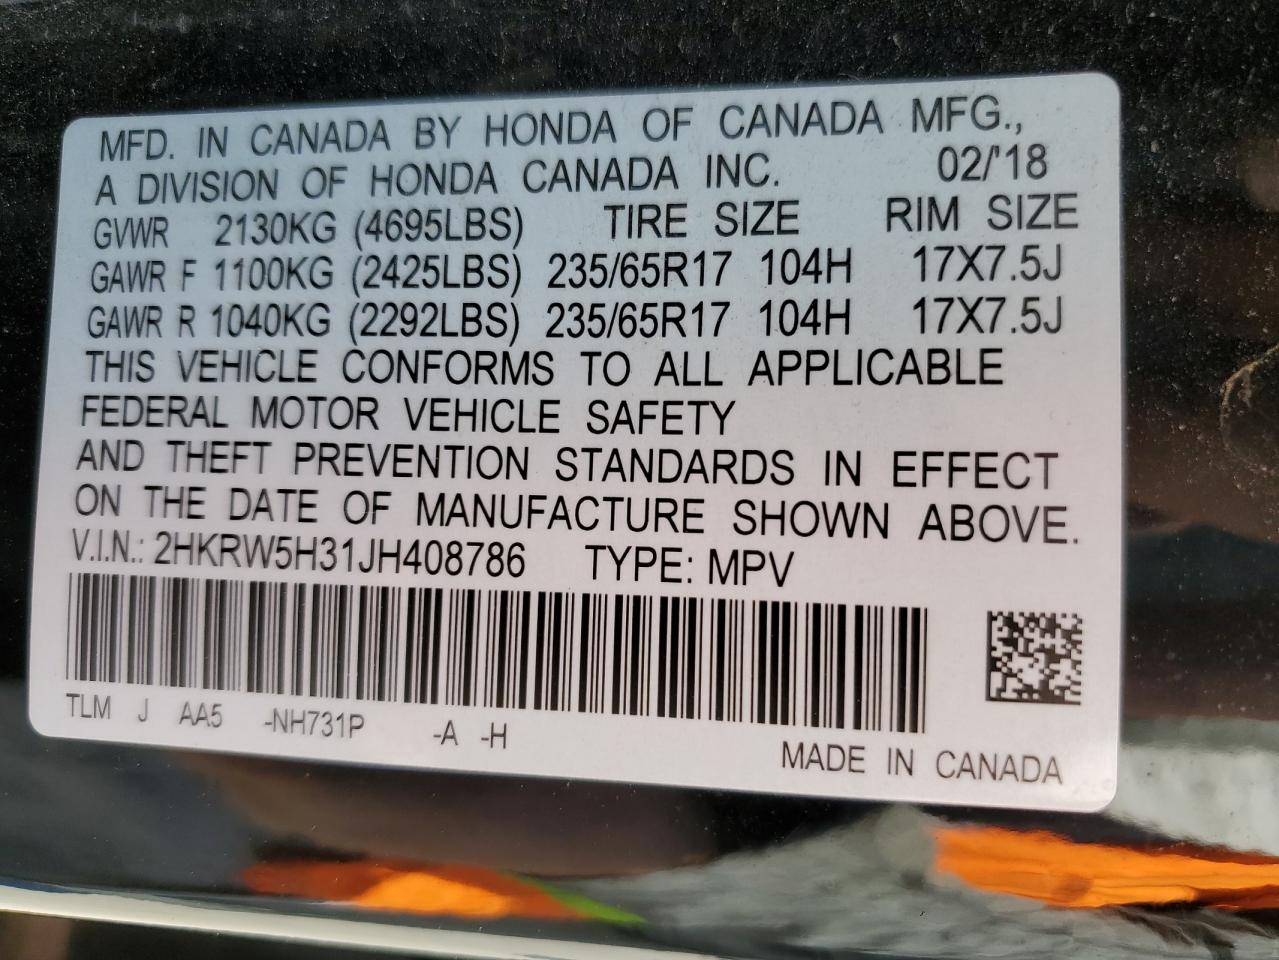 MFD. IN CANADA BY HONDA OF CANADA MFG.,
A DIVISION OF HONDA CANADA INC. 02/'18
GVWR 2130KG (4695LBS) TIRE SIZE RIM SIZE
GAWR F 1100KG (2425LBS) 235/65R17 104H 17X7.5J
GAWR R 1040KG (2292LBS) 235/65R17 104H 17X7.5J
THIS VEHICLE CONFORMS TO ALL APPLICABLE
FEDERAL MOTOR VEHICLE SAFETY
AND THEFT PREVENTION STANDARDS IN EFFECT
ON THE DATE OF MANUFACTURE SHOWN ABOVE.
V.I.N.: 2HKRW5H31JH408786 TYPE: MPV
TLM J AA5 -NH731P -A -H
MADE IN CANADA